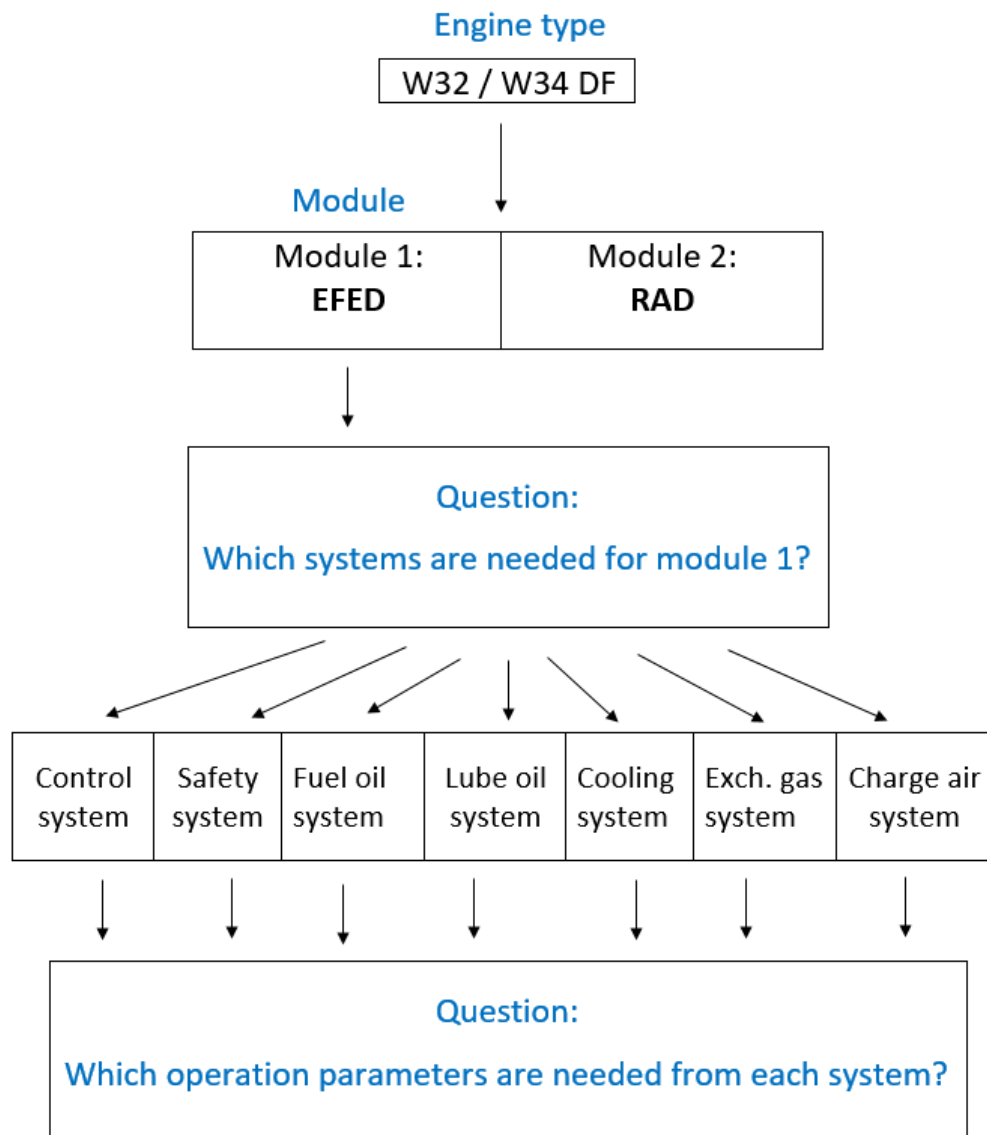 Engine type
W32 / W34 DF
Module
Module 1:
EFED
Module 2:
RAD
Question:
Which systems are needed for module 1?
Control
system
Safety
system
Fuel oil
system
Lube oil
system
Cooling
system
Exch. gas
system
Charge air
system
Question:
Which operation parameters are needed from each system?